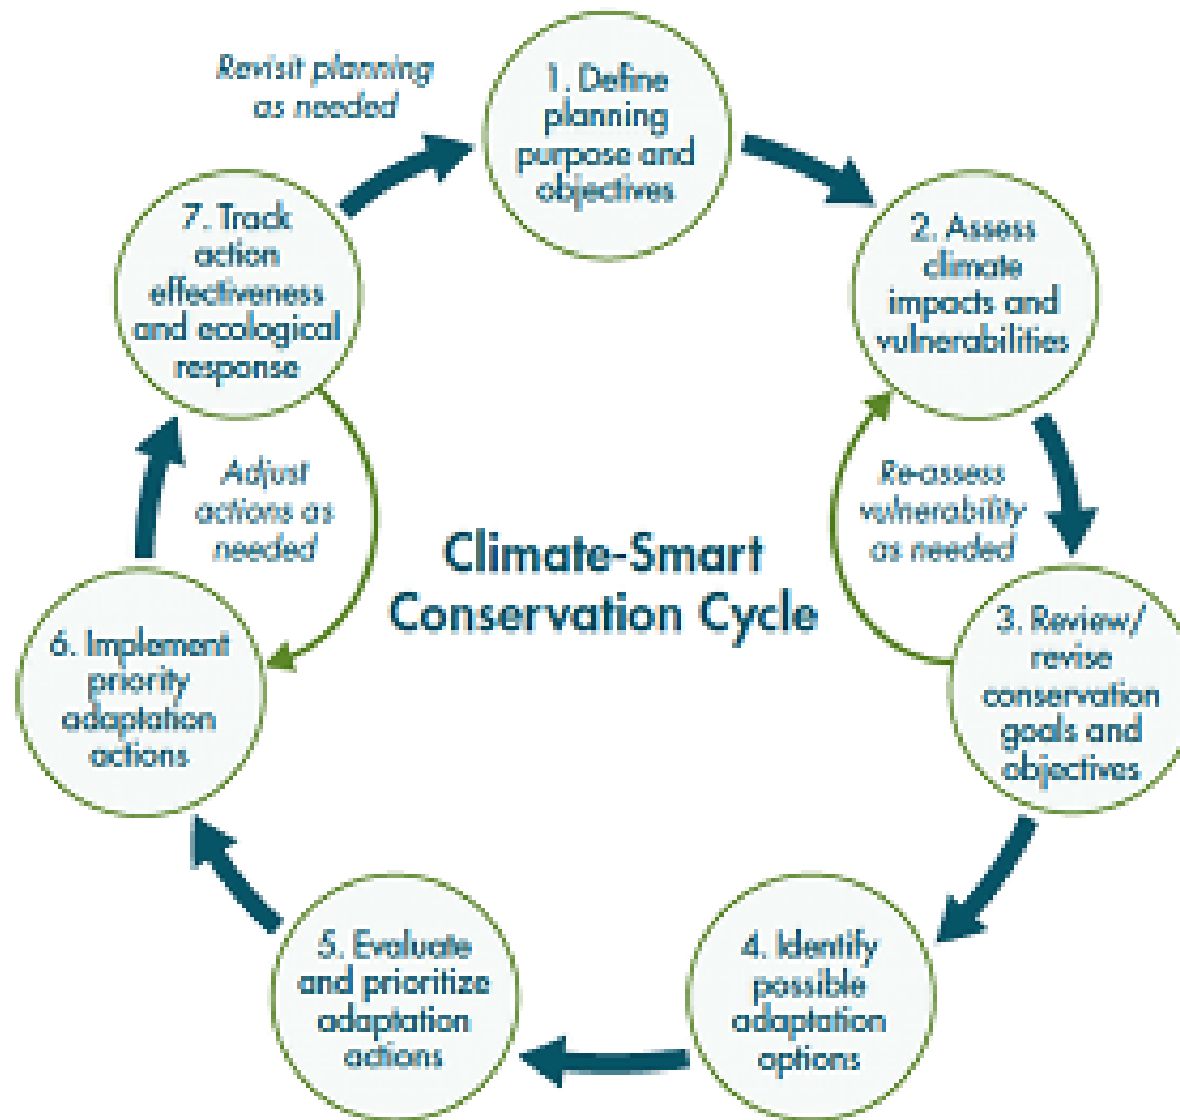 Revisit planning
as needed
1. Define
planning
purpose and
objectives
2. Assess
climate
impacts and
vulnerabilities
Re-assess
vulnerability
as needed
3. Review/
revise
conservation
goals and
objectives
4. Identify
possible
adaptation
options
5. Evaluate
and prioritize
adaptation
actions
6. Implement
priority
adaptation
actions
7. Track
action
effectiveness
and ecological
response
Adjust
actions as
needed
Climate-Smart
Conservation Cycle